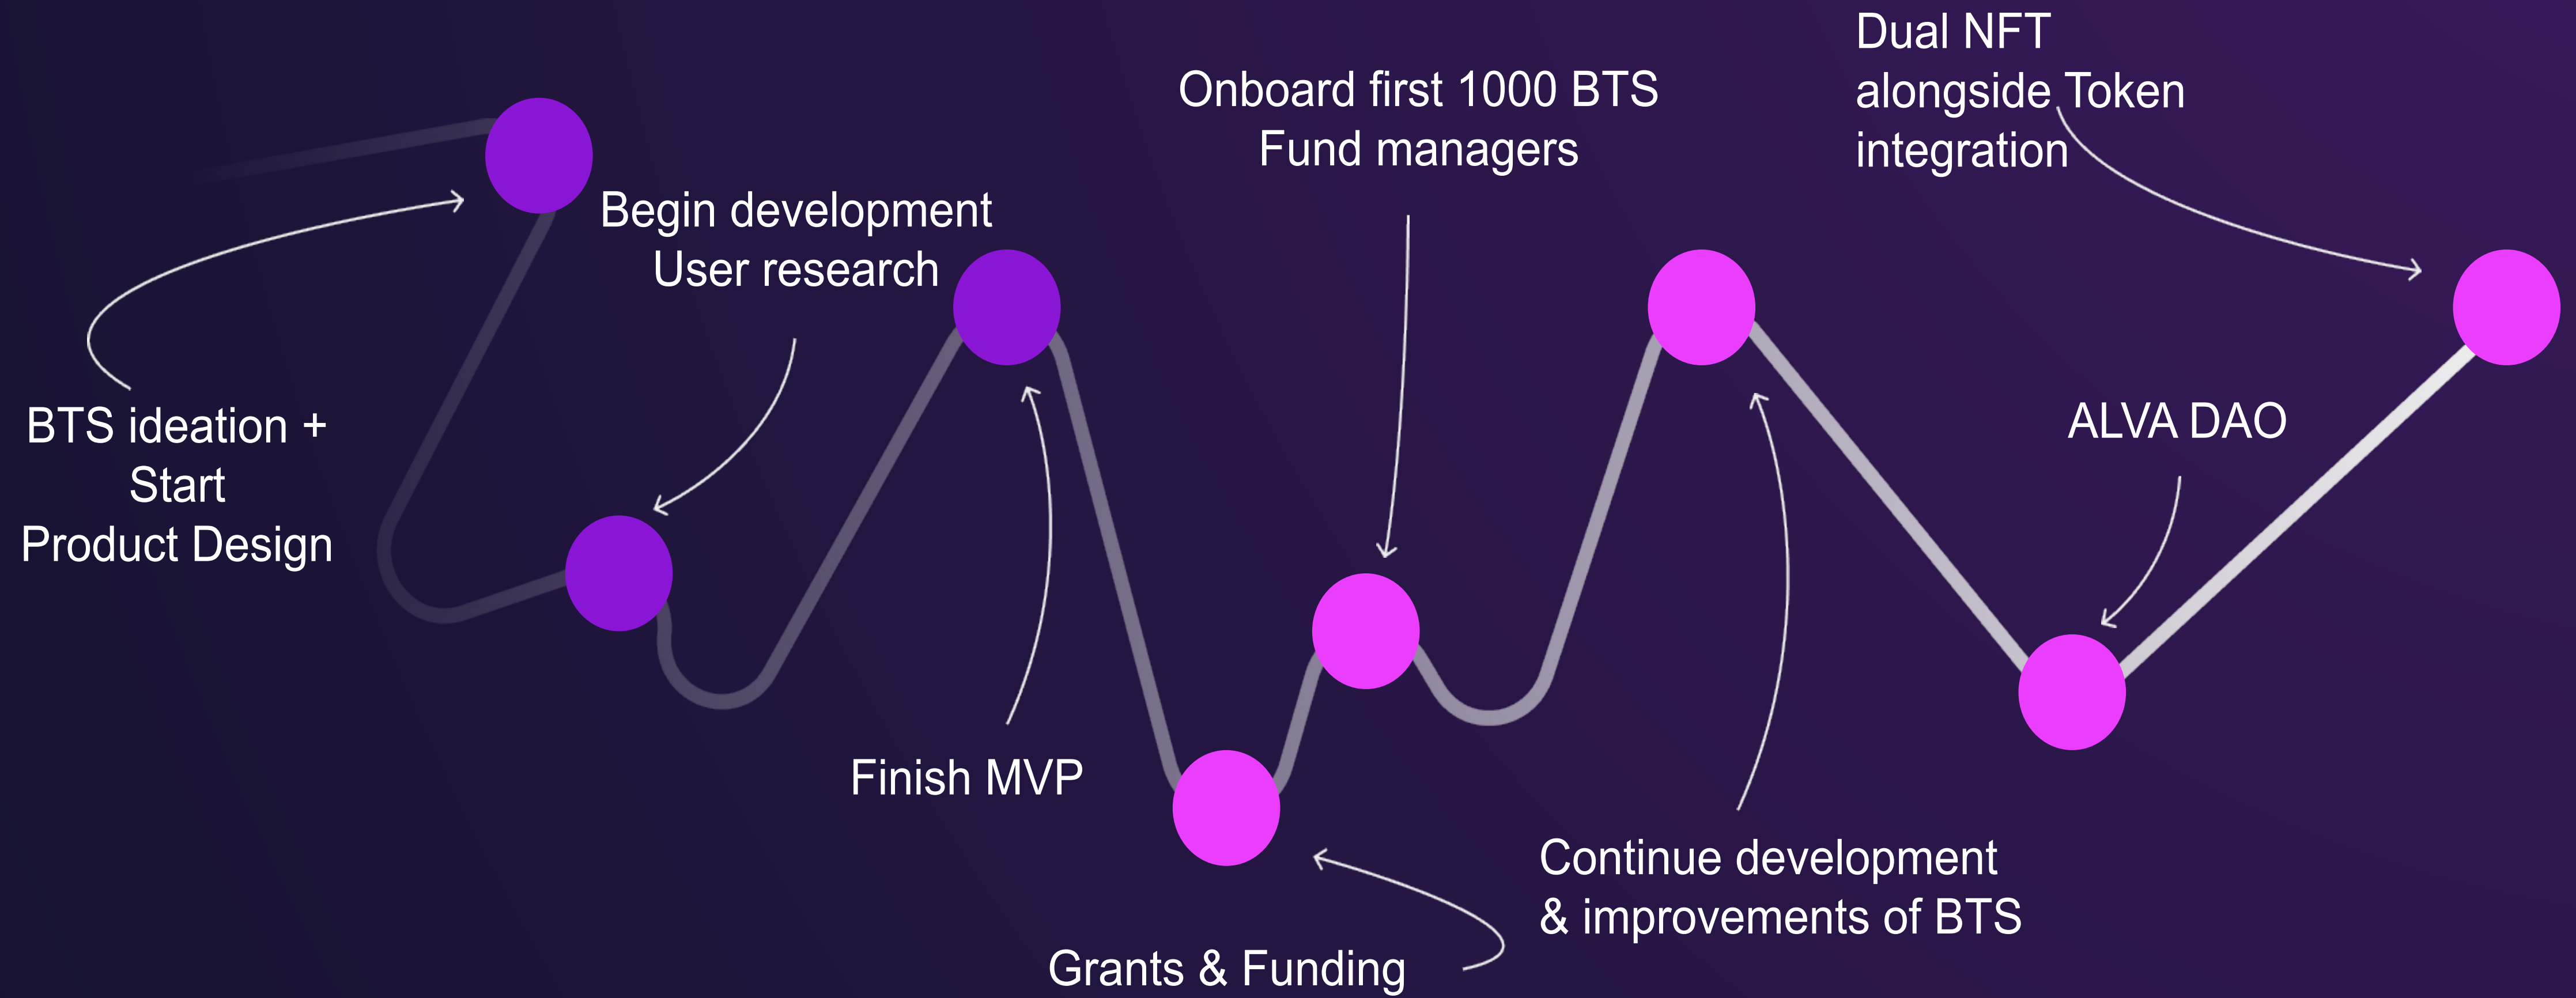 BTS ideation +
Start
Product Design
Begin development
User research
Finish MVP
Grants & Funding
Onboard first 1000 BTS
Fund managers
Continue development
& improvements of BTS
ALVA DAO
Dual NFT
alongside Token
integration